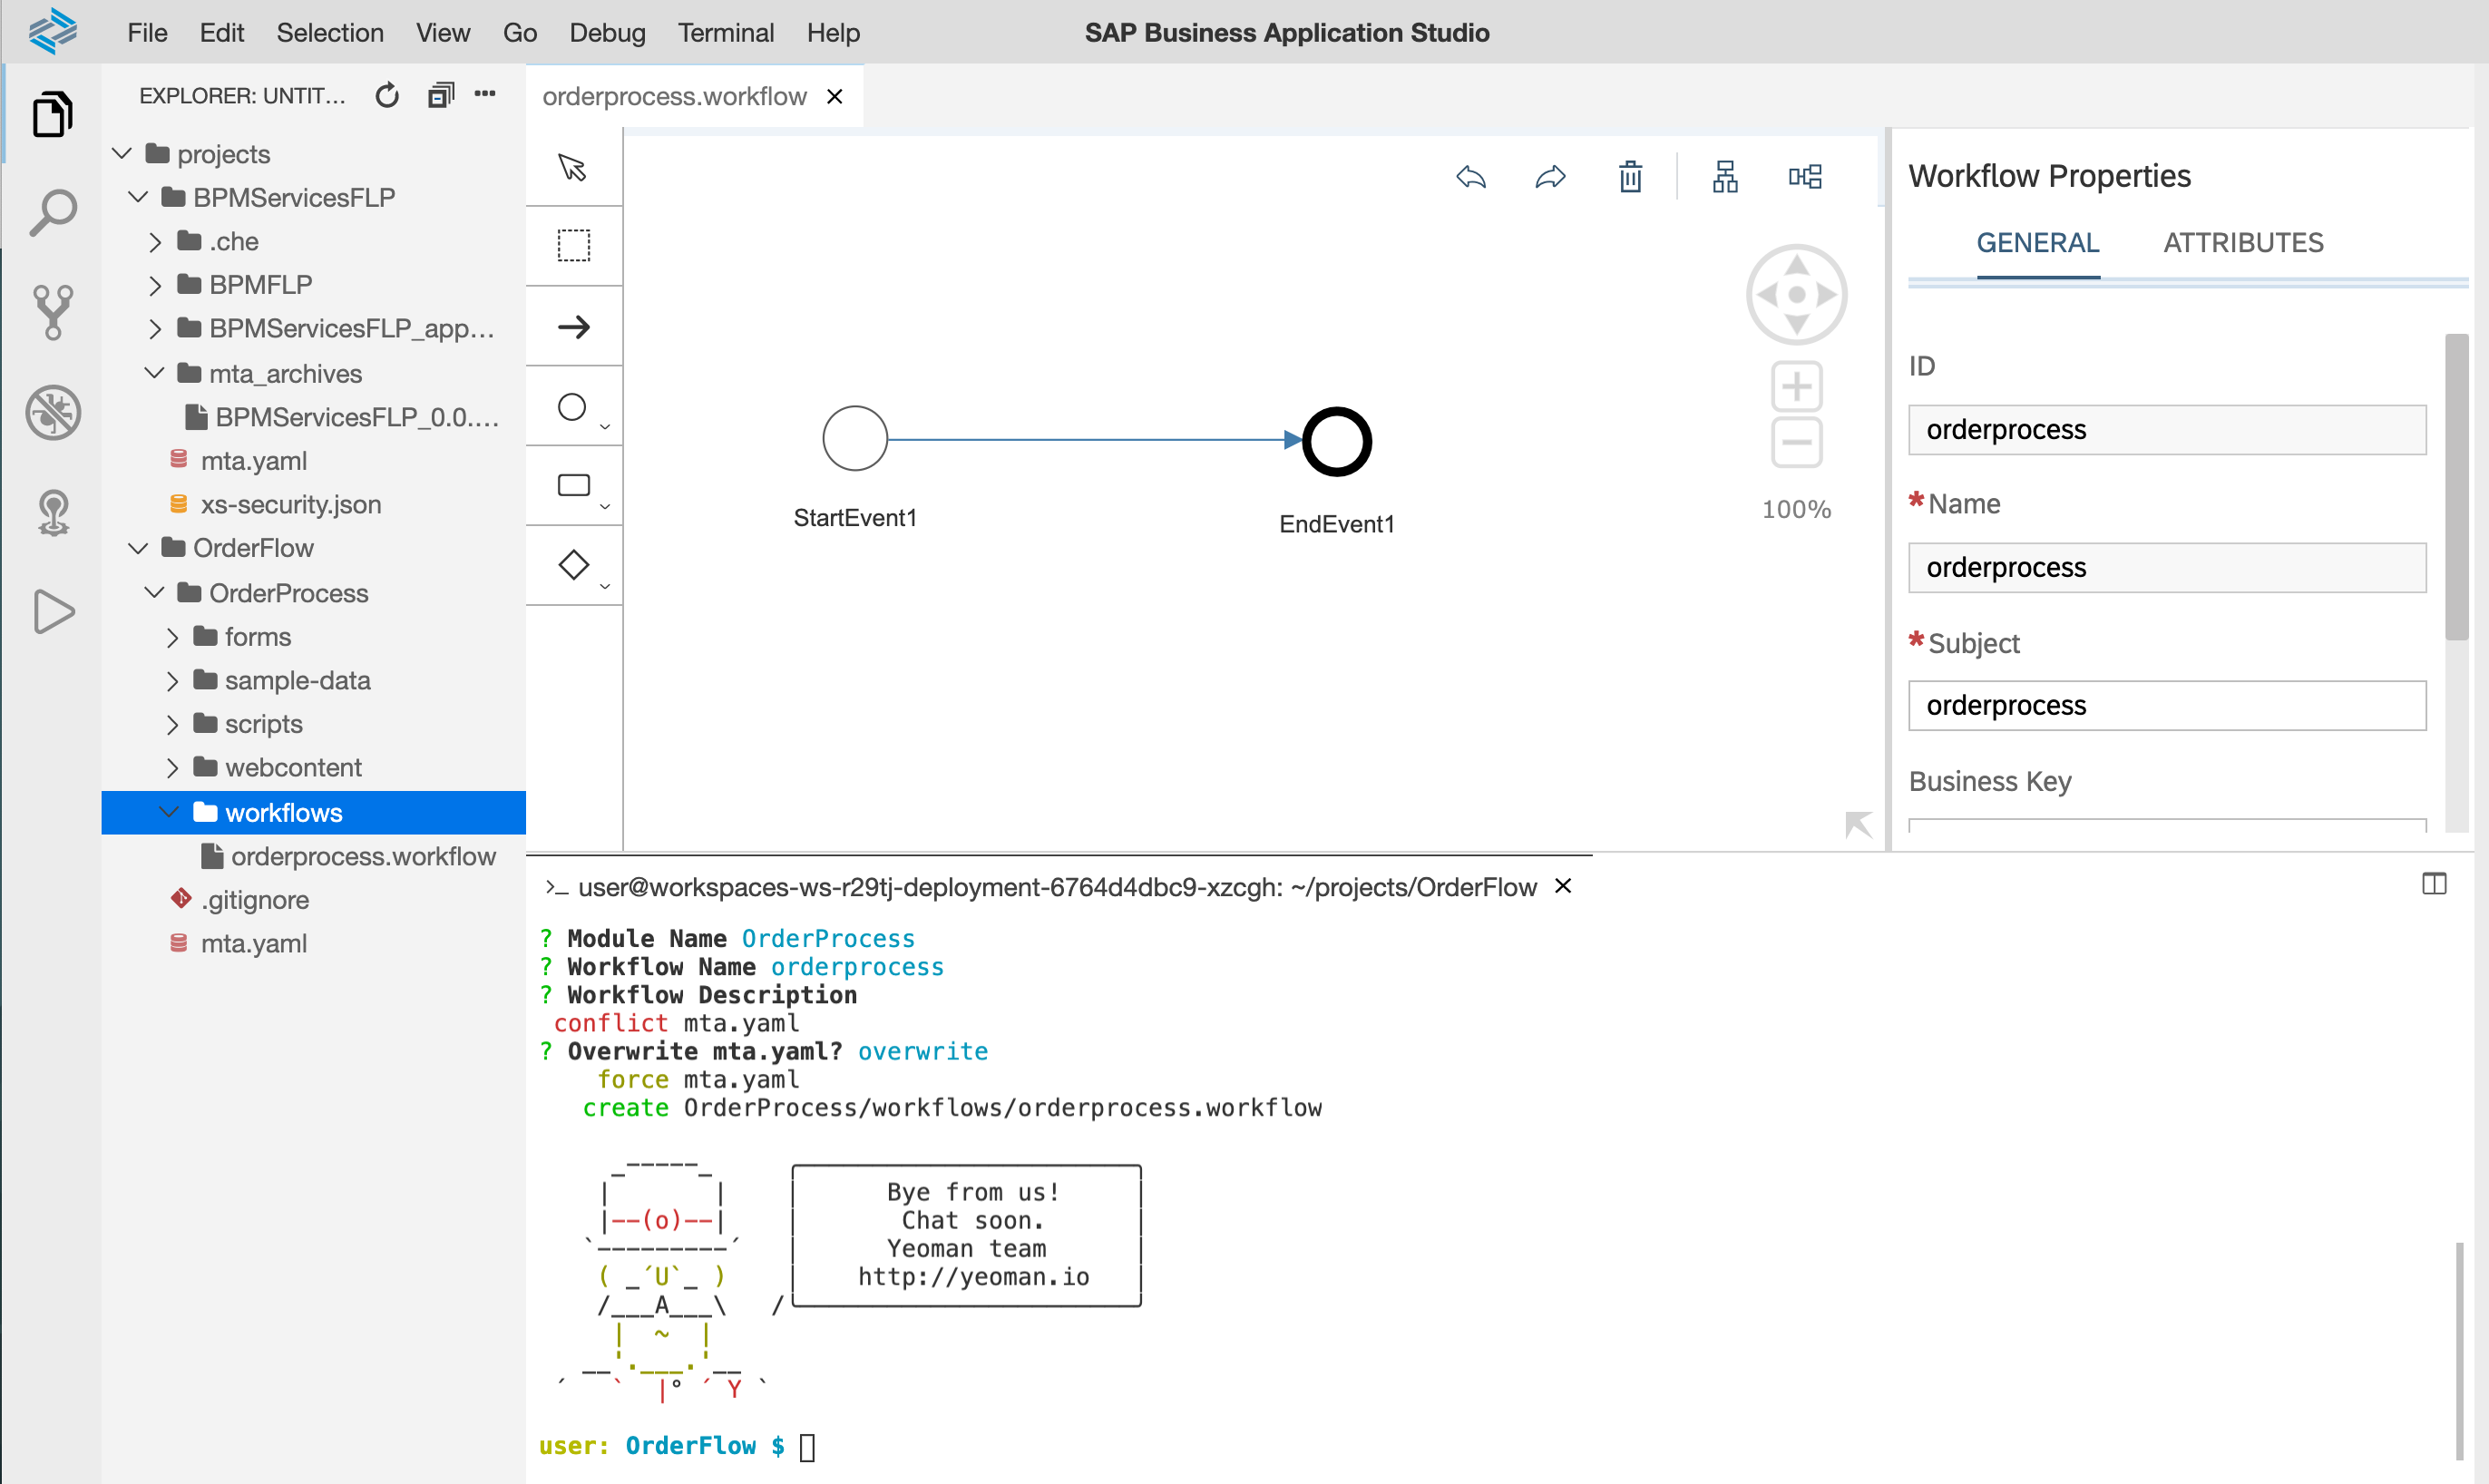 File Edit Selection View Go Debug Terminal Help
SAP Business Application Studio
EXPLORER: UNTIT...
projects
BPMServicesFLP
.che
BPMFLP
BPMServicesFLP_app...
mta_archives
BPMServicesFLP_0.0....
mta.yaml
xs-security.json
OrderFlow
OrderProcess
forms
sample-data
scripts
webcontent
workflows
orderprocess.workflow
.gitignore
mta.yaml
orderprocess.workflow
StartEvent1
EndEvent1
100%
Workflow Properties
GENERAL ATTRIBUTES
ID
orderprocess
*Name
orderprocess
*Subject
orderprocess
Business Key
>_ user@workspaces-ws-r29tj-deployment-6764d4dbc9-xzcgh: ~/projects/OrderFlow
? Module Name OrderProcess
? Workflow Name orderprocess
? Workflow Description
conflict mta.yaml
? Overwrite mta.yaml? overwrite
force mta.yaml
create OrderProcess/workflows/orderprocess.workflow
Bye from us!
Chat soon.
Yeoman team
http://yeoman.io
user: OrderFlow $